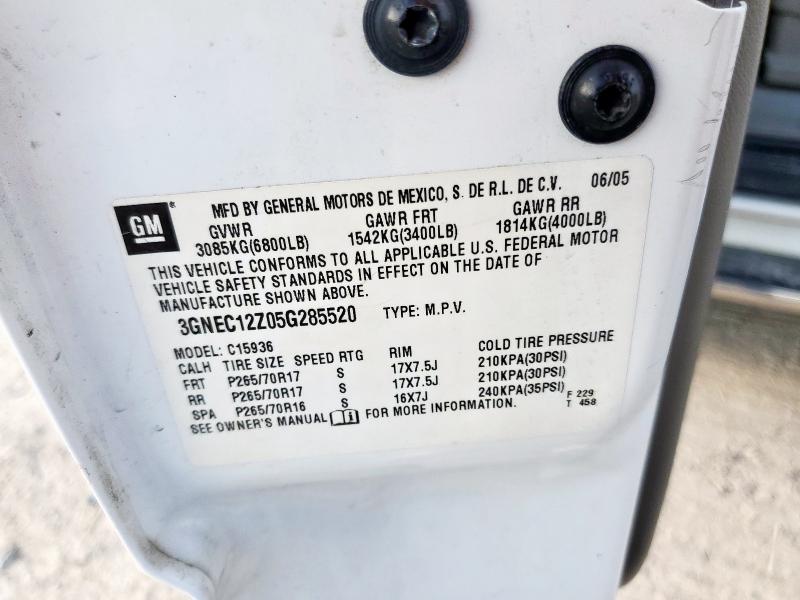 GM
MFD BY GENERAL MOTORS DE MEXICO, S. DE R.L. DE C.V. 06/05
GVWR GAWR FRT GAWR RR
3085KG(6800LB) 1542KG(3400LB) 1814KG(4000LB)
THIS VEHICLE CONFORMS TO ALL APPLICABLE U.S. FEDERAL MOTOR
VEHICLE SAFETY STANDARDS IN EFFECT ON THE DATE OF
MANUFACTURE SHOWN ABOVE.
3GNEC12Z05G285520 TYPE: M.P.V.
MODEL: C15936
CALH TIRE SIZE SPEED RTG RIM COLD TIRE PRESSURE
FRT P265/70R17 S 17X7.5J 210KPA(30PSI)
RR P265/70R17 S 17X7.5J 210KPA(30PSI)
SPA P265/70R16 S 16X7J 240KPA(35PSI) F 229
SEE OWNER'S MANUAL FOR MORE INFORMATION. T 458